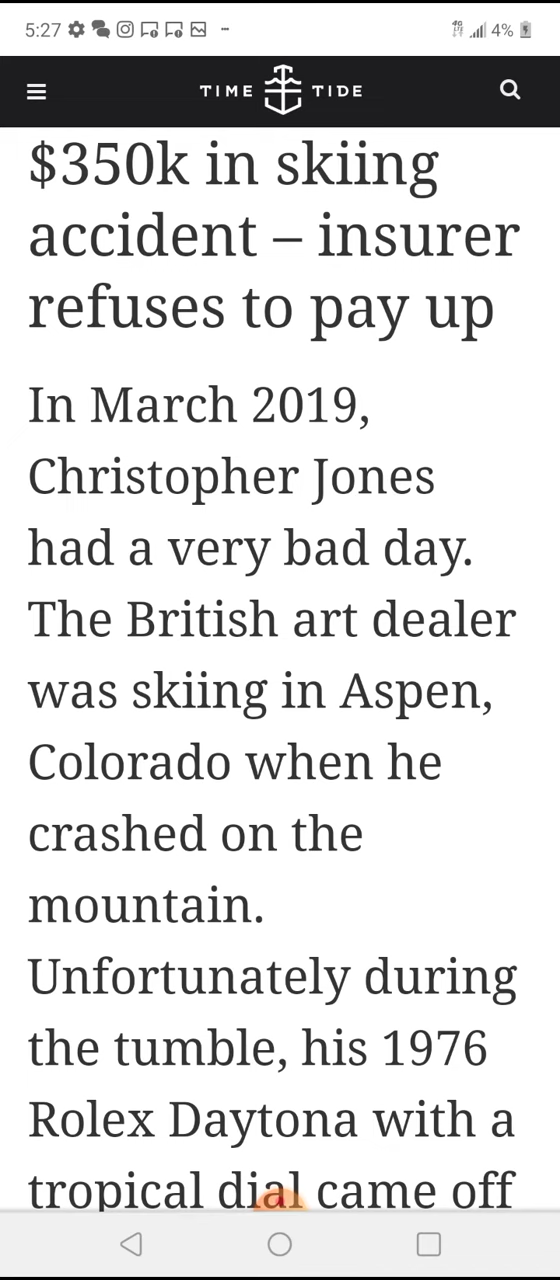 5:27
4G
LTE
4%
TIME TIDE
$350k in skiing
accident – insurer
refuses to pay up
In March 2019,
Christopher Jones
had a very bad day.
The British art dealer
was skiing in Aspen,
Colorado when he
crashed on the
mountain.
Unfortunately during
the tumble, his 1976
Rolex Daytona with a
tropical dial came off